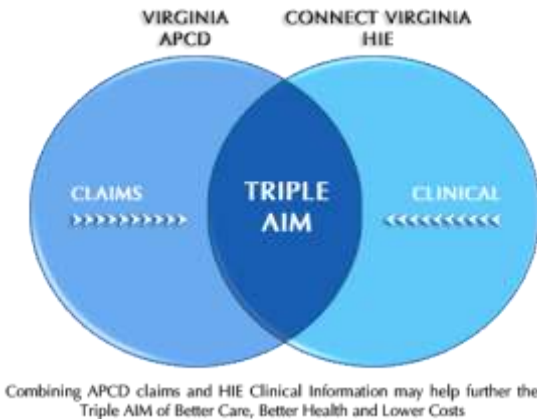 VIRGINIA
APCD
CONNECT VIRGINIA
HIE
CLAIMS
TRIPLE
AIM
CLINICAL
Combining APCD claims and HIE Clinical Information may help further the
Triple AIM of Better Care, Better Health and Lower Costs